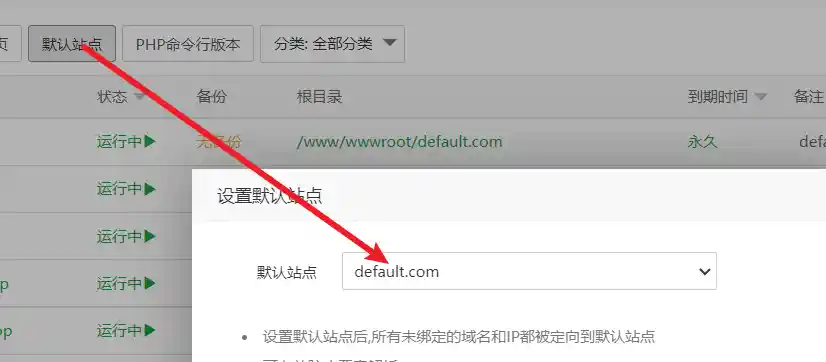 页 默认站点 PHP命令行版本 分类: 全部分类
状态 备份 根目录 到期时间 备注
运行中 无备份 /www/wwwroot/default.com 永久 defa
运行中
设置默认站点
运行中
默认站点 default.com
p 运行中
op 运行中
设置默认站点后,所有未绑定的域名和IP都被定向到默认站点